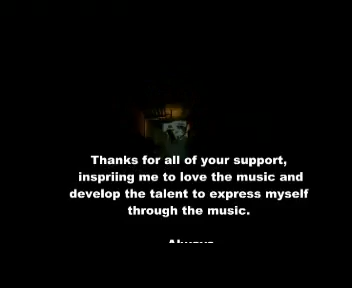 Thanks for all of your support,
inspriing me to love the music and
develop the talent to express myself
through the music.
Always